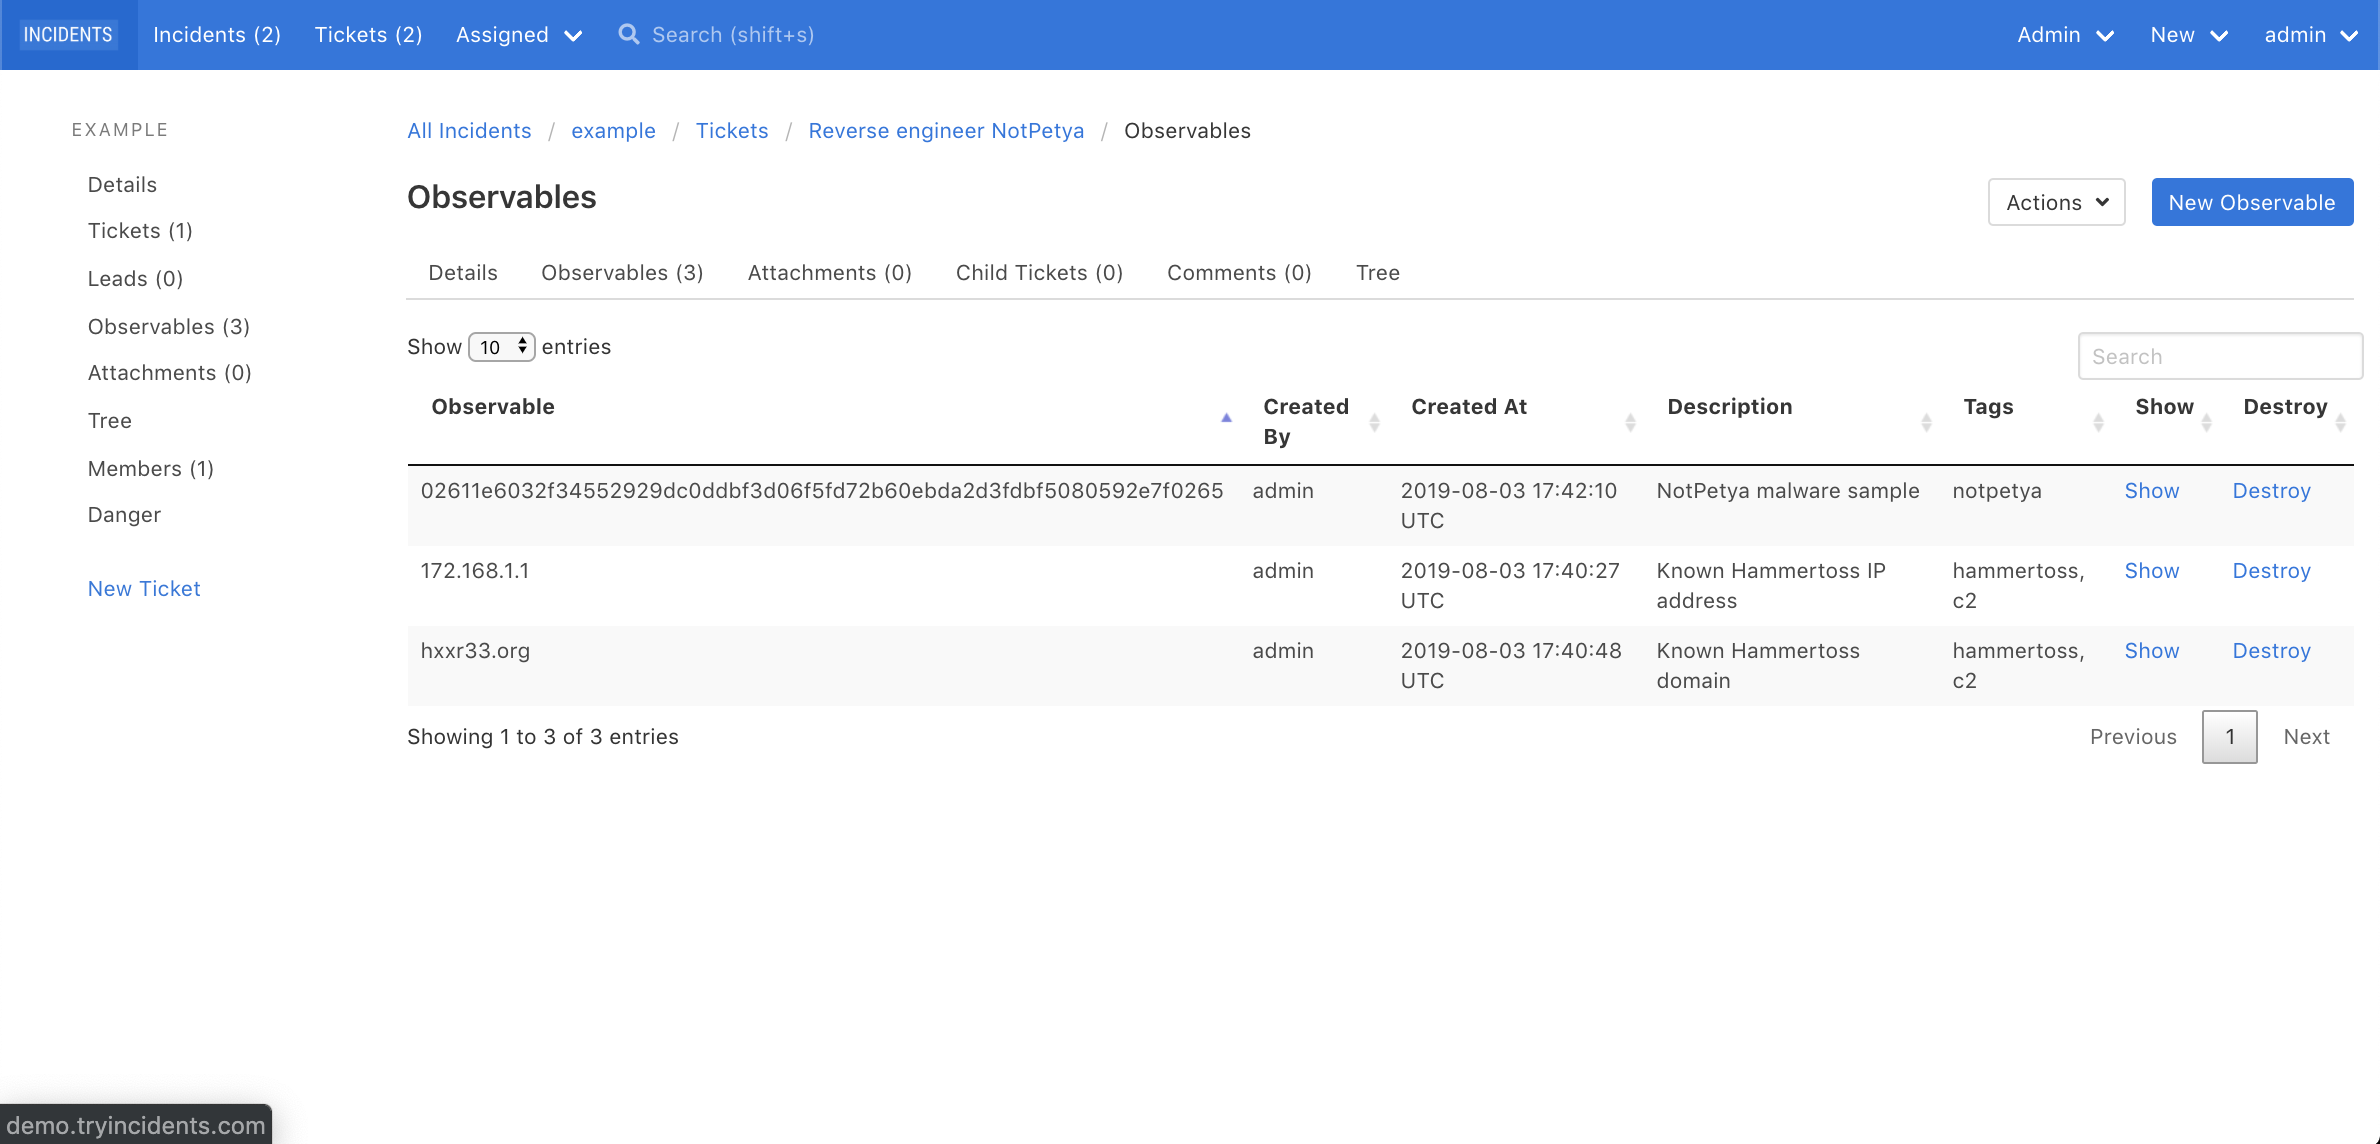 INCIDENTS Incidents (2) Tickets (2) Assigned Search (shift+s) Admin New admin
EXAMPLE
Details
Tickets (1)
Leads (0)
Observables (3)
Attachments (0)
Tree
Members (1)
Danger
New Ticket
All Incidents / example / Tickets / Reverse engineer NotPetya / Observables
Observables
Actions New Observable
Details Observables (3) Attachments (0) Child Tickets (0) Comments (0) Tree
Show 10 entries
Search
Observable Created By Created At Description Tags Show Destroy
02611e6032f34552929dc0ddbf3d06f5fd72b60ebda2d3fdbf5080592e7f0265 admin 2019-08-03 17:42:10 UTC NotPetya malware sample notpetya Show Destroy
172.168.1.1 admin 2019-08-03 17:40:27 UTC Known Hammertoss IP address hammertoss, c2 Show Destroy
hxxr33.org admin 2019-08-03 17:40:48 UTC Known Hammertoss domain hammertoss, c2 Show Destroy
Showing 1 to 3 of 3 entries
Previous 1 Next
demo.tryincidents.com